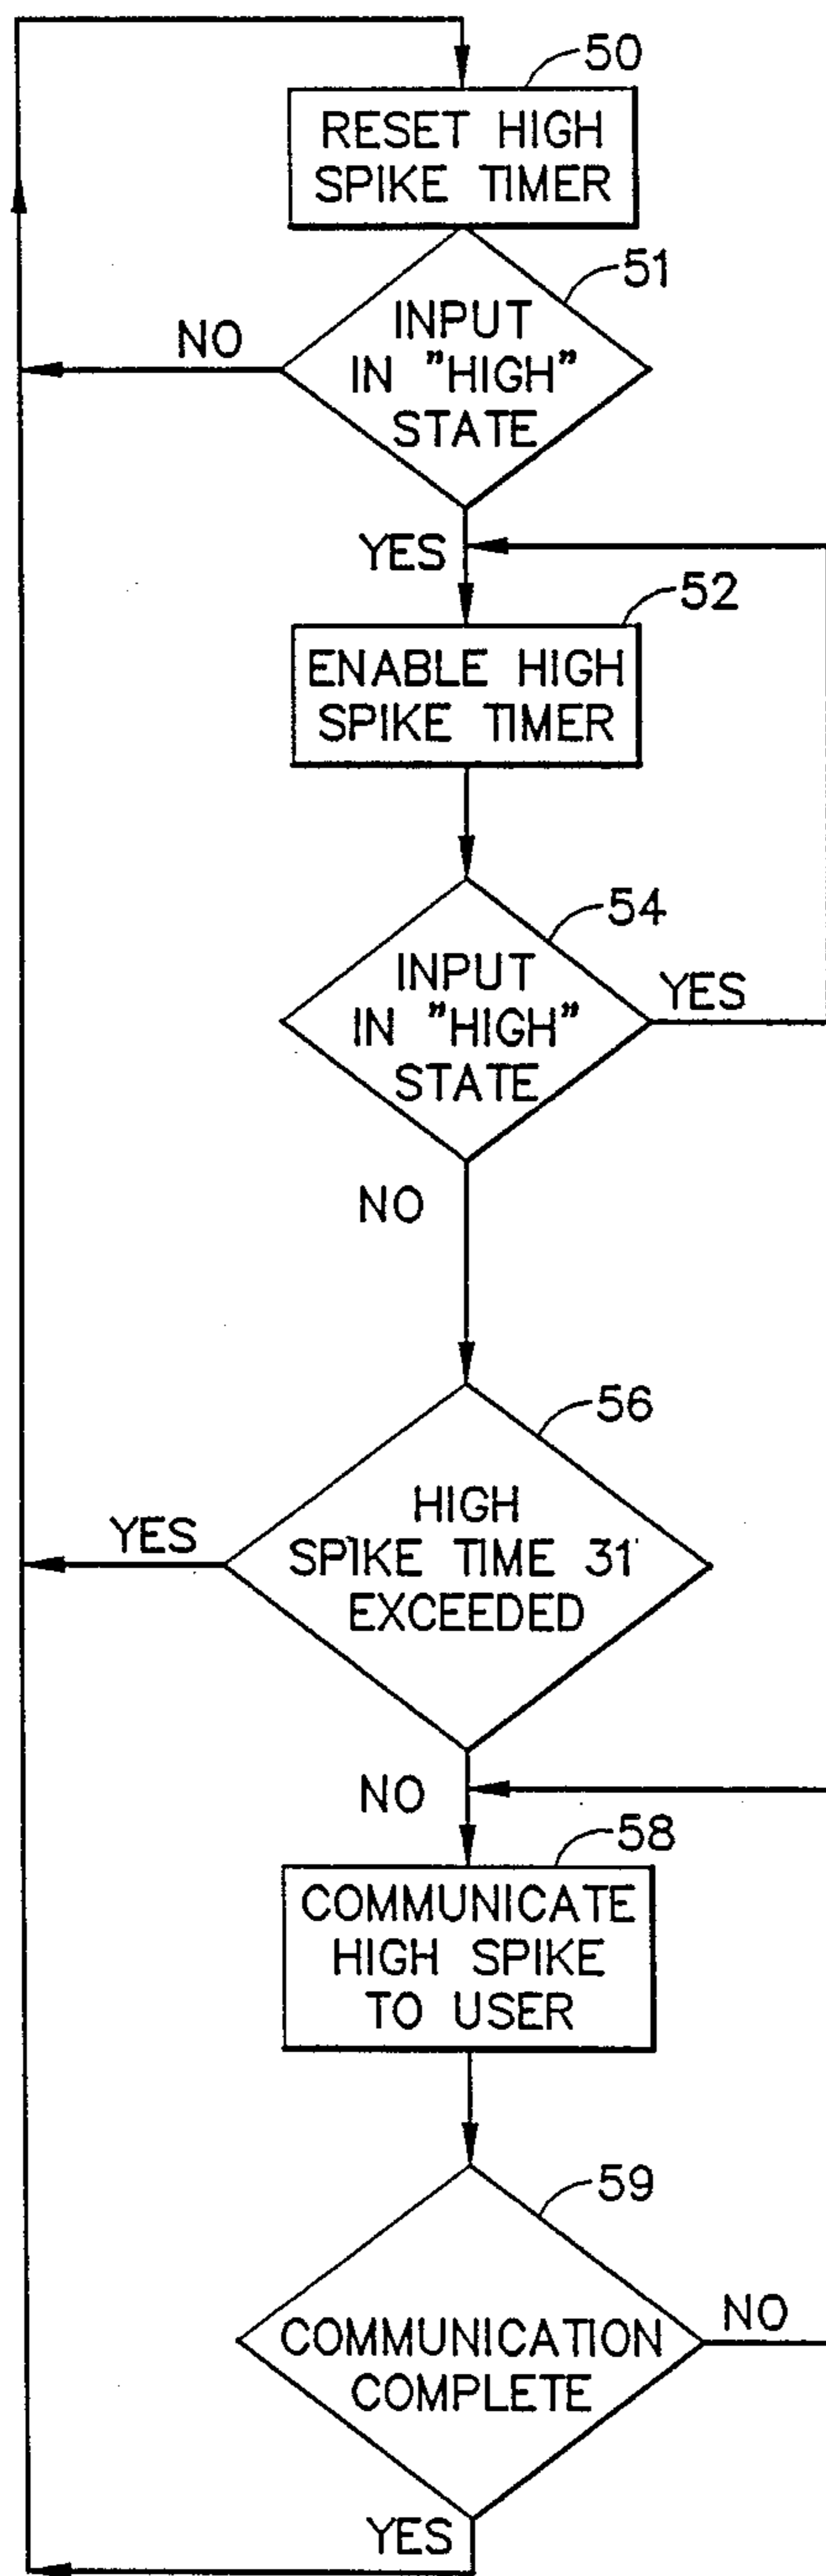 50
RESET HIGH
SPIKE TIMER
51
INPUT
IN "HIGH"
STATE
NO
YES
52
ENABLE HIGH
SPIKE TIMER
54
INPUT
IN "HIGH"
STATE
YES
NO
56
HIGH
SPIKE TIME 31
EXCEEDED
YES
NO
58
COMMUNICATE
HIGH SPIKE
TO USER
59
COMMUNICATION
COMPLETE
NO
YES